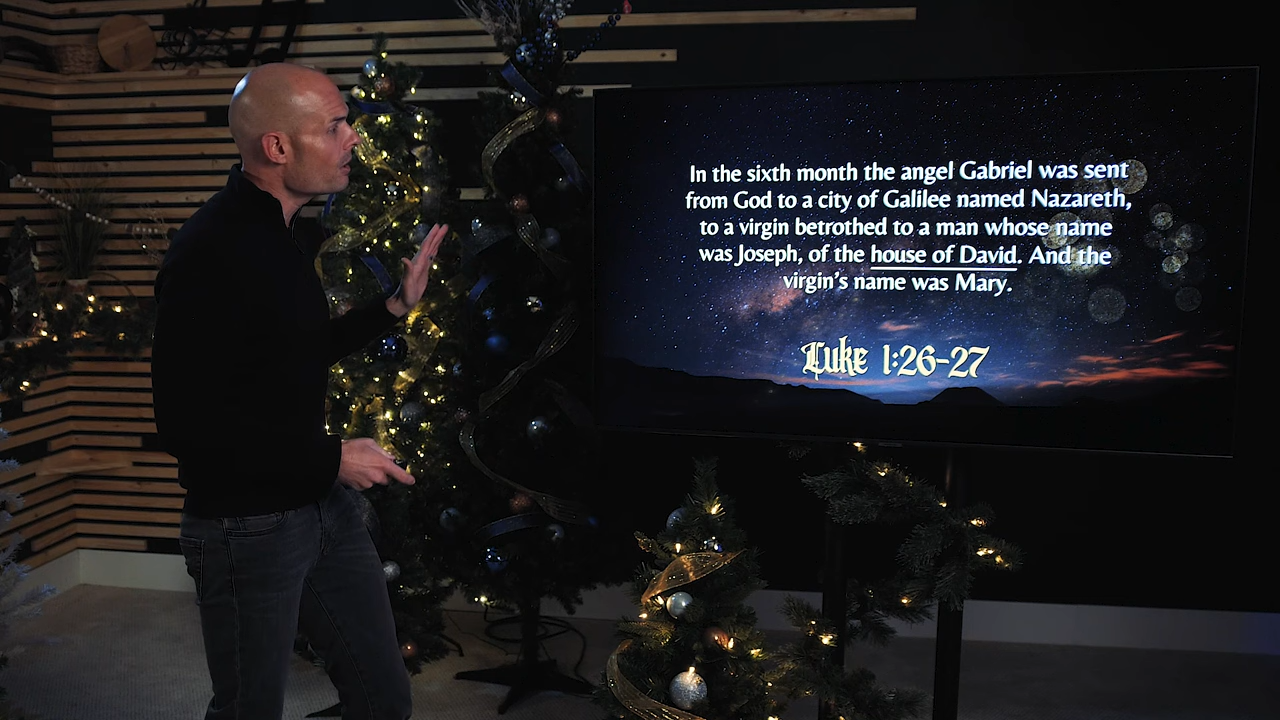 In the sixth month the angel Gabriel was sent
from God to a city of Galilee named Nazareth,
to a virgin betrothed to a man whose name
was Joseph, of the house of David. And the
virgin's name was Mary.
Luke 1:26-27